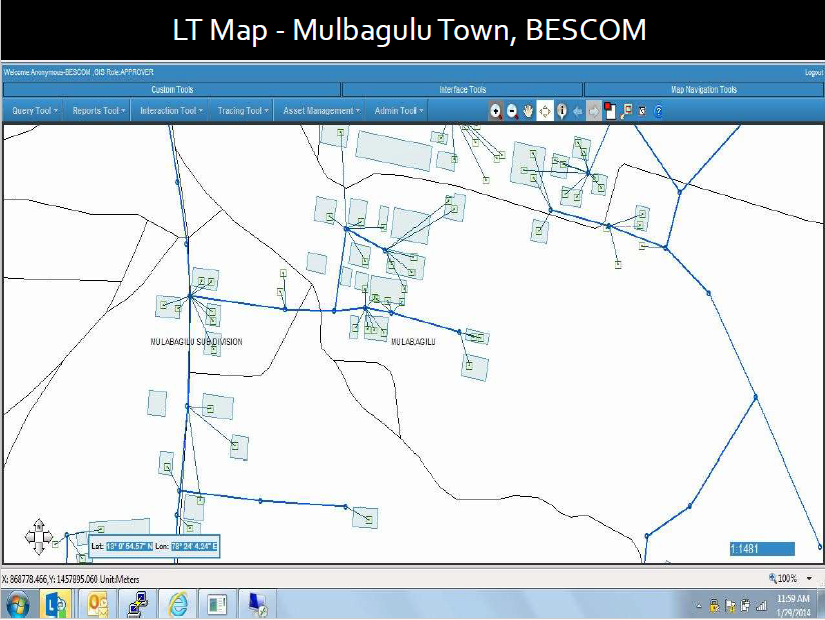 LT Map - Mulbagulu Town, BESCOM
Welcome:Anonymous-BESCOM ,GIS Role:APPROVER Logout
Custom Tools Interface Tools Map Navigation Tools
Query Tool Reports Tool Interaction Tool Tracing Tool Asset Management Admin Tool
MULABAGILU SUB DIVISION MULABAGILU
Lat: 13° 9' 54.57" N Lon: 78° 24' 4.24" E
1:1481
X: 868778.466,Y: 1457895.060 Unit:Meters 100%
11:59 AM
1/29/2014